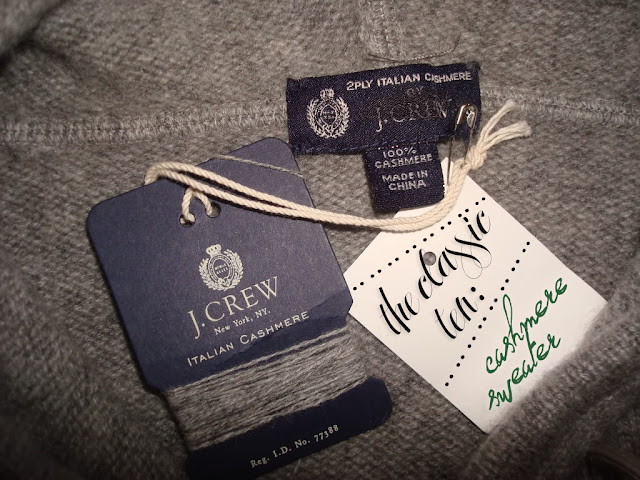 2PLY ITALIAN CASHMERE
BY
J.CREW
100%
CASHMERE
MADE IN
CHINA
J.CREW
New York, NY.
ITALIAN CASHMERE
Reg. I.D. No. 77388
the classic
ten:
cashmere
sweater